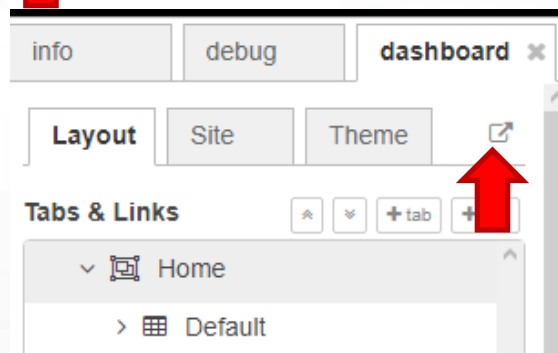 info debug dashboard
Layout Site Theme
Tabs & Links + tab +
Home
Default